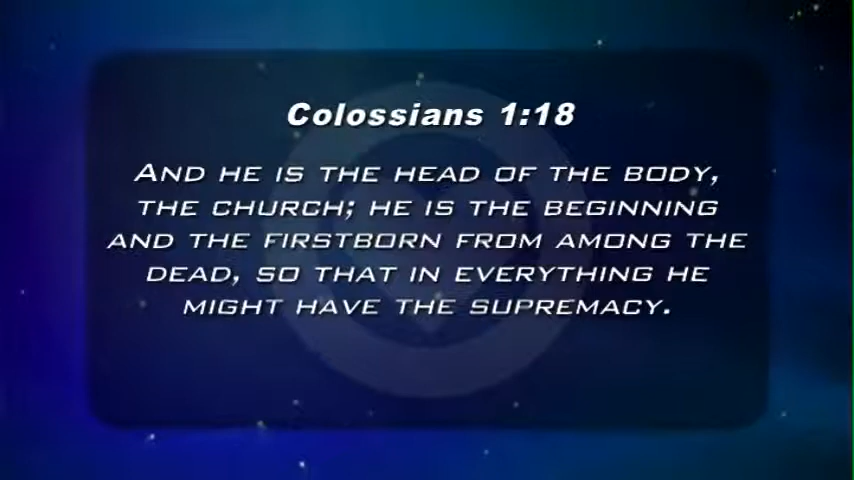 Colossians 1:18
AND HE IS THE HEAD OF THE BODY,
THE CHURCH; HE IS THE BEGINNING
AND THE FIRSTBORN FROM AMONG THE
DEAD, SO THAT IN EVERYTHING HE
MIGHT HAVE THE SUPREMACY.